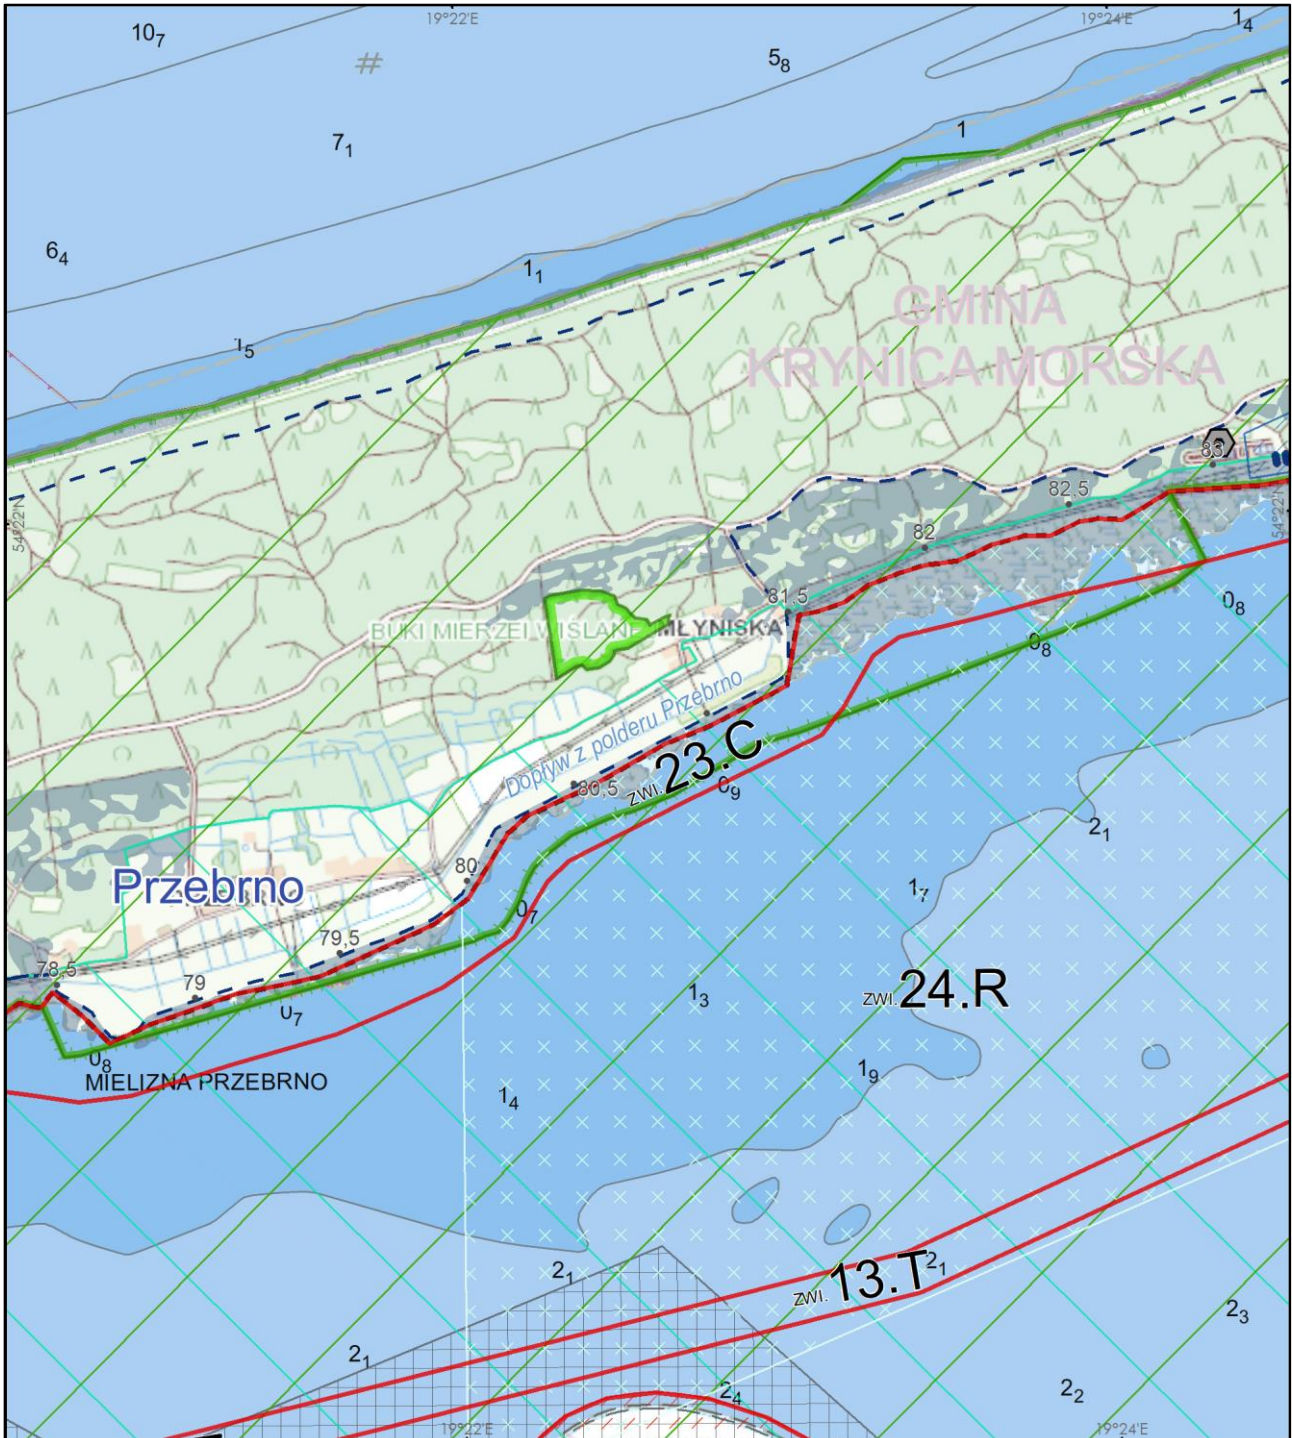 19°22'E
19°24'E
1₄
10₇
#
5₈
7₁
1
6₄
1₁
GMINA
1₅
KRYNICA MORSKA
83
82,5
54°22'N
54°22'N
82
81,5
0₈
BUKI MIERZEI WIŚLANE
MŁYNISKA
0₈
Dopływ z polderu Przebrno
ZWI.23.C
80,5
0₉
2₁
80
Przebrno
1₇
0₇
79,5
78,5
79
ZWI.24.R
1₃
0₇
0₈
MIELIZNA PRZEBRNO
1₉
1₄
2₁
ZWI.13.T
2₁
2₃
2₁
2₄
2₂
19°22'E
19°24'E